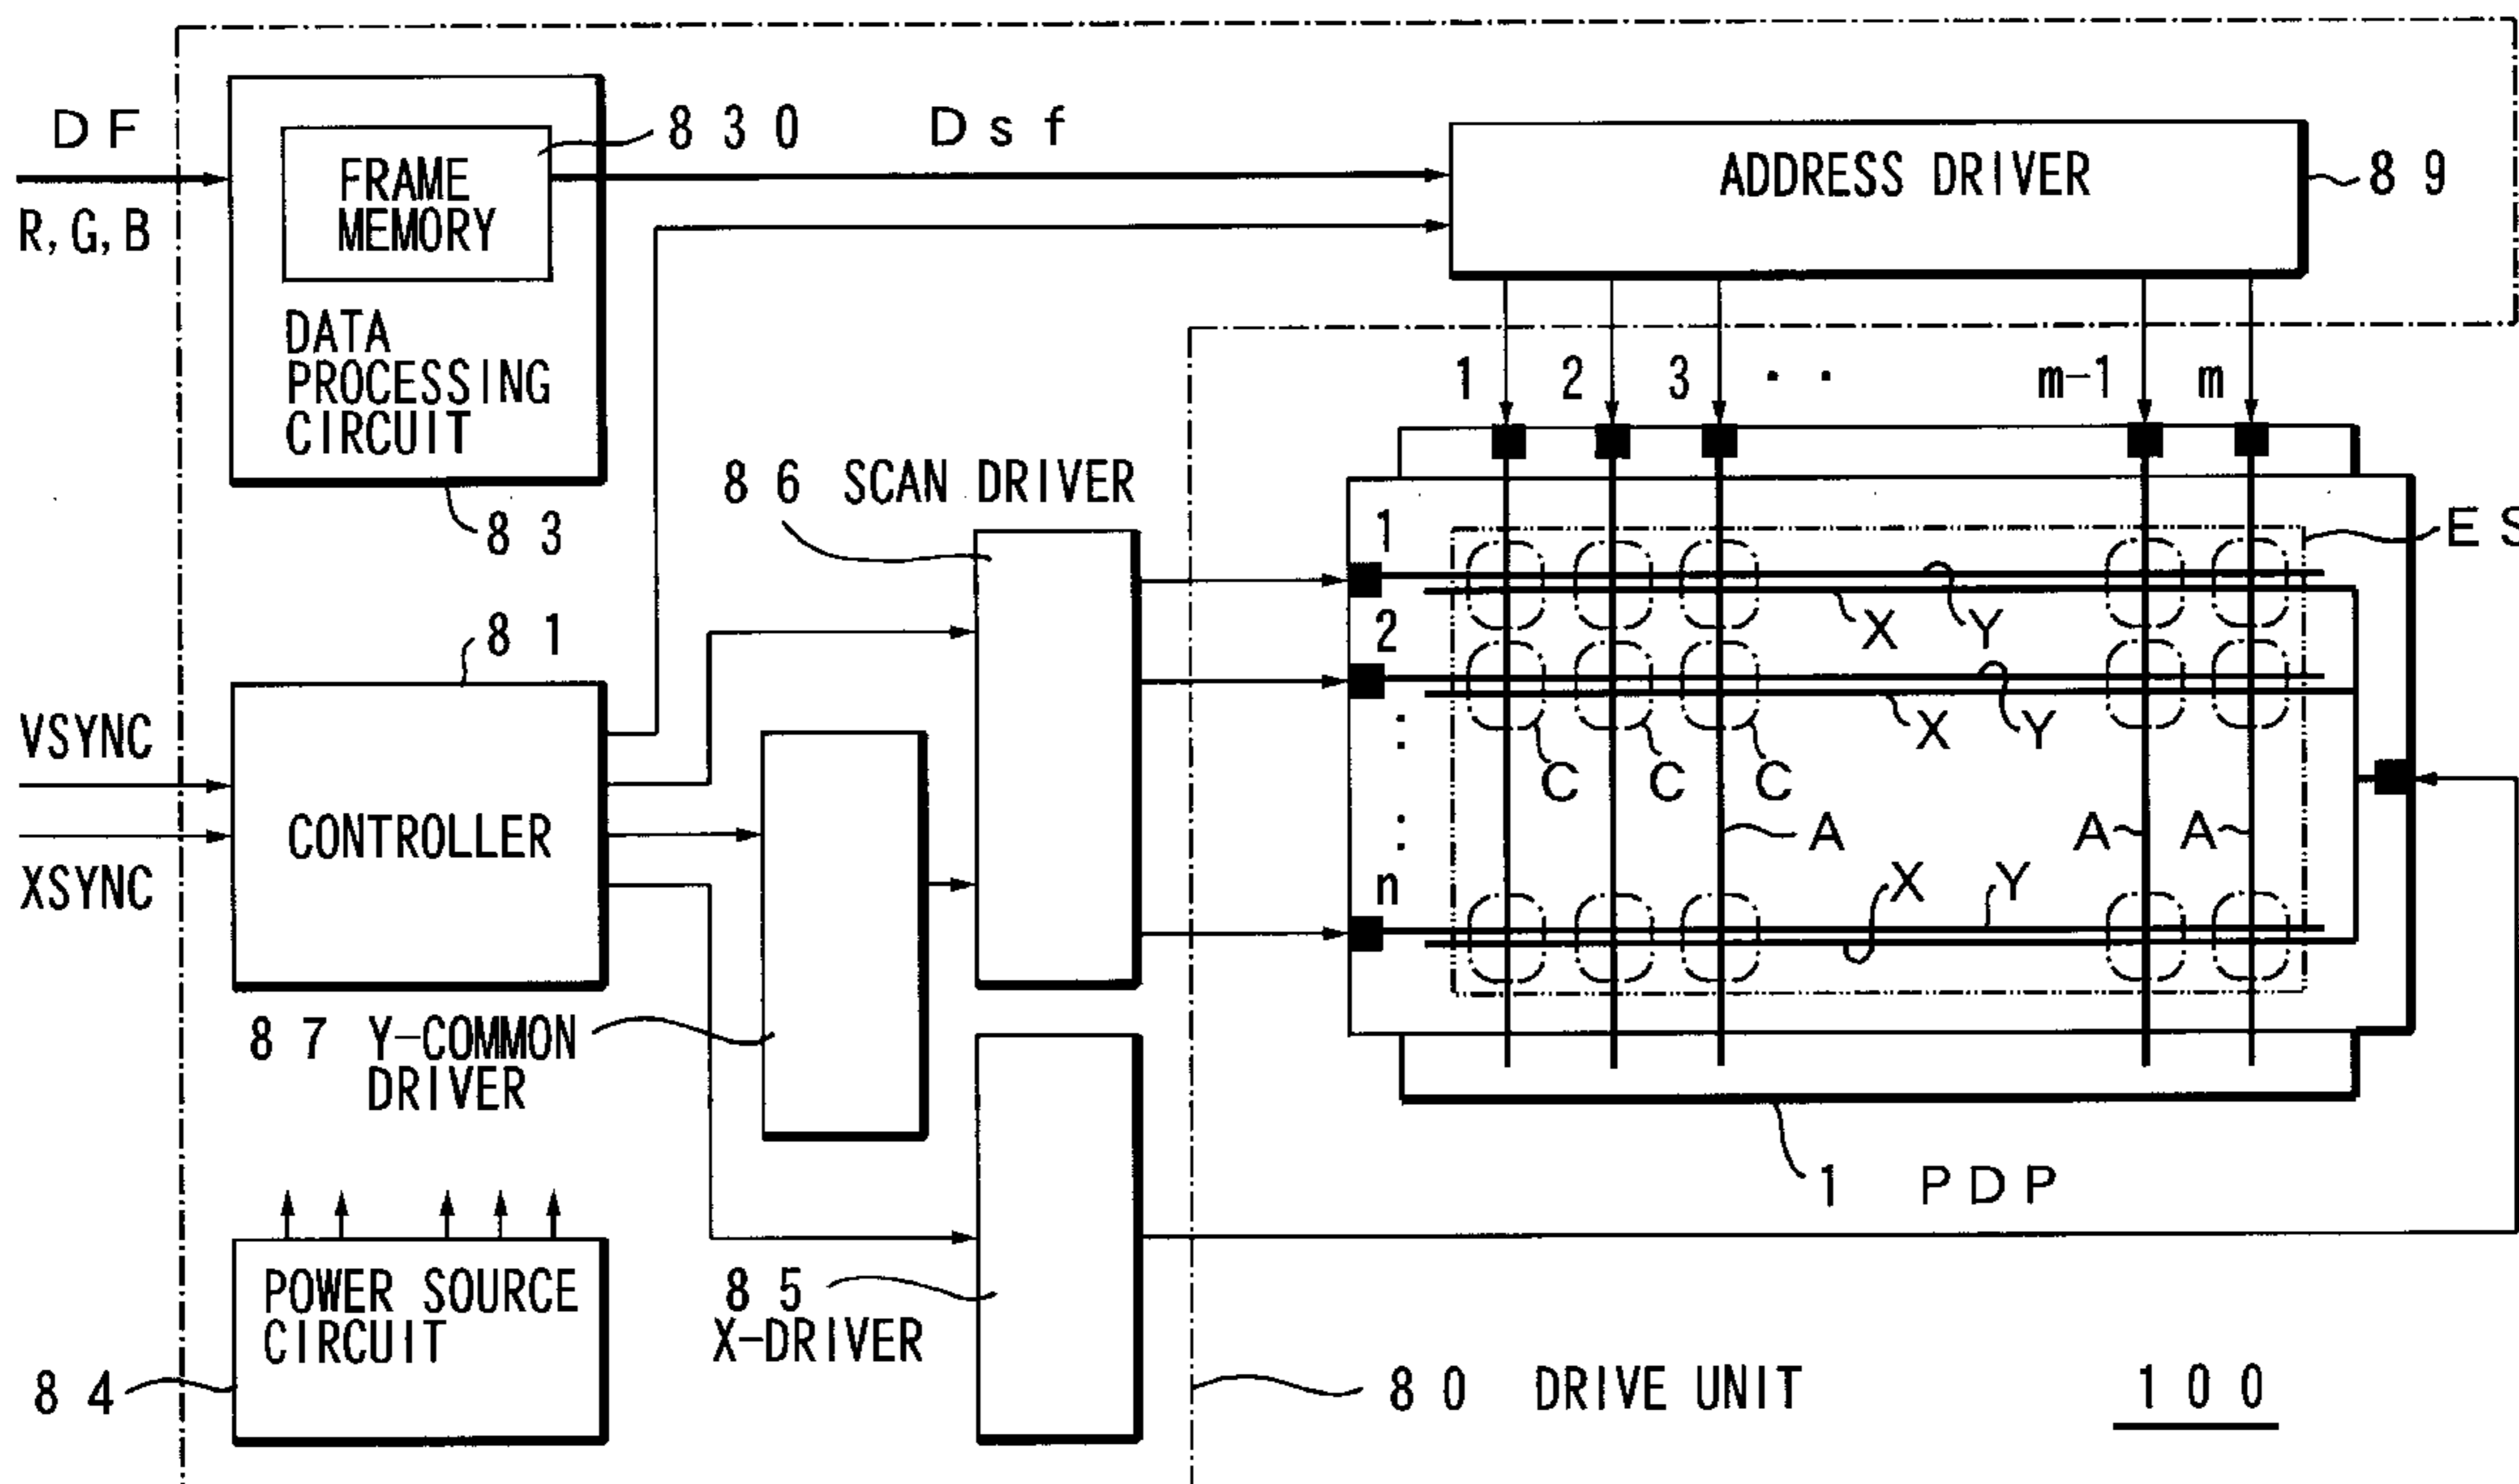 DF
R, G, B
FRAME
MEMORY
830
Dsf
DATA
PROCESSING
CIRCUIT
83
ADDRESS DRIVER
89
1
2
3
· ·
m-1
m
86 SCAN DRIVER
81
VSYNC
XSYNC
CONTROLLER
87 Y-COMMON
DRIVER
1
2
:
:
n
ES
X
Y
X
Y
C
C
C
A
A
A
X
Y
1 PDP
POWER SOURCE
CIRCUIT
84
85
X-DRIVER
80 DRIVE UNIT
100